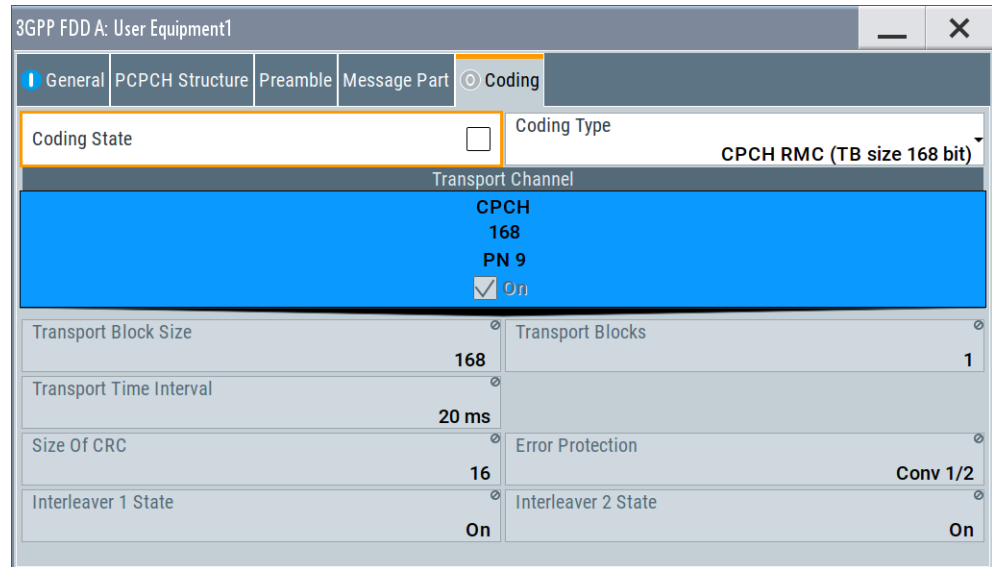 3GPP FDD A: User Equipment1
General PCPCH Structure Preamble Message Part Coding
Coding State
Coding Type
CPCH RMC (TB size 168 bit)
Transport Channel
CPCH
168
PN 9
On
Transport Block Size
168
Transport Blocks
1
Transport Time Interval
20 ms
Size Of CRC
16
Error Protection
Conv 1/2
Interleaver 1 State
On
Interleaver 2 State
On